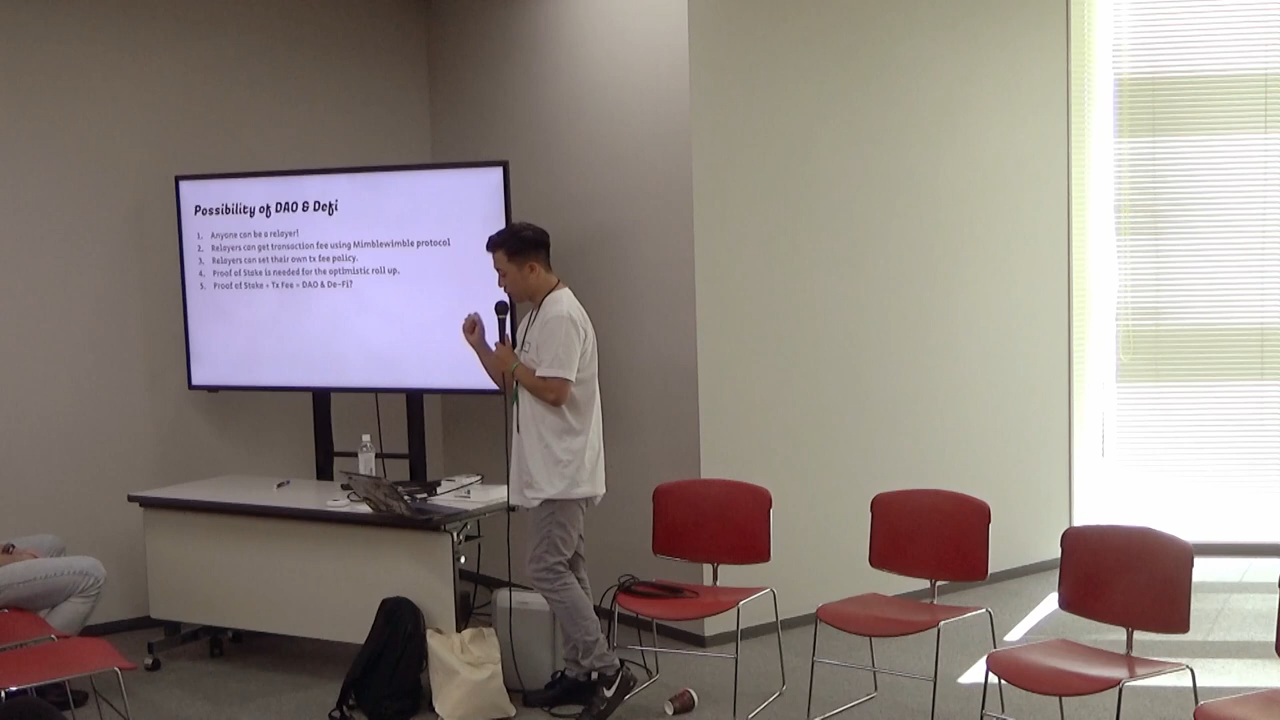 Possibility of DAO & Defi
1. Anyone can be a relayer!
2. Relayers can get transaction fee using Mimblewimble protocol
3. Relayers can set their own tx fee policy.
4. Proof of Stake is needed for the optimistic roll up.
5. Proof of Stake + Tx Fee = DAO & De-Fi?